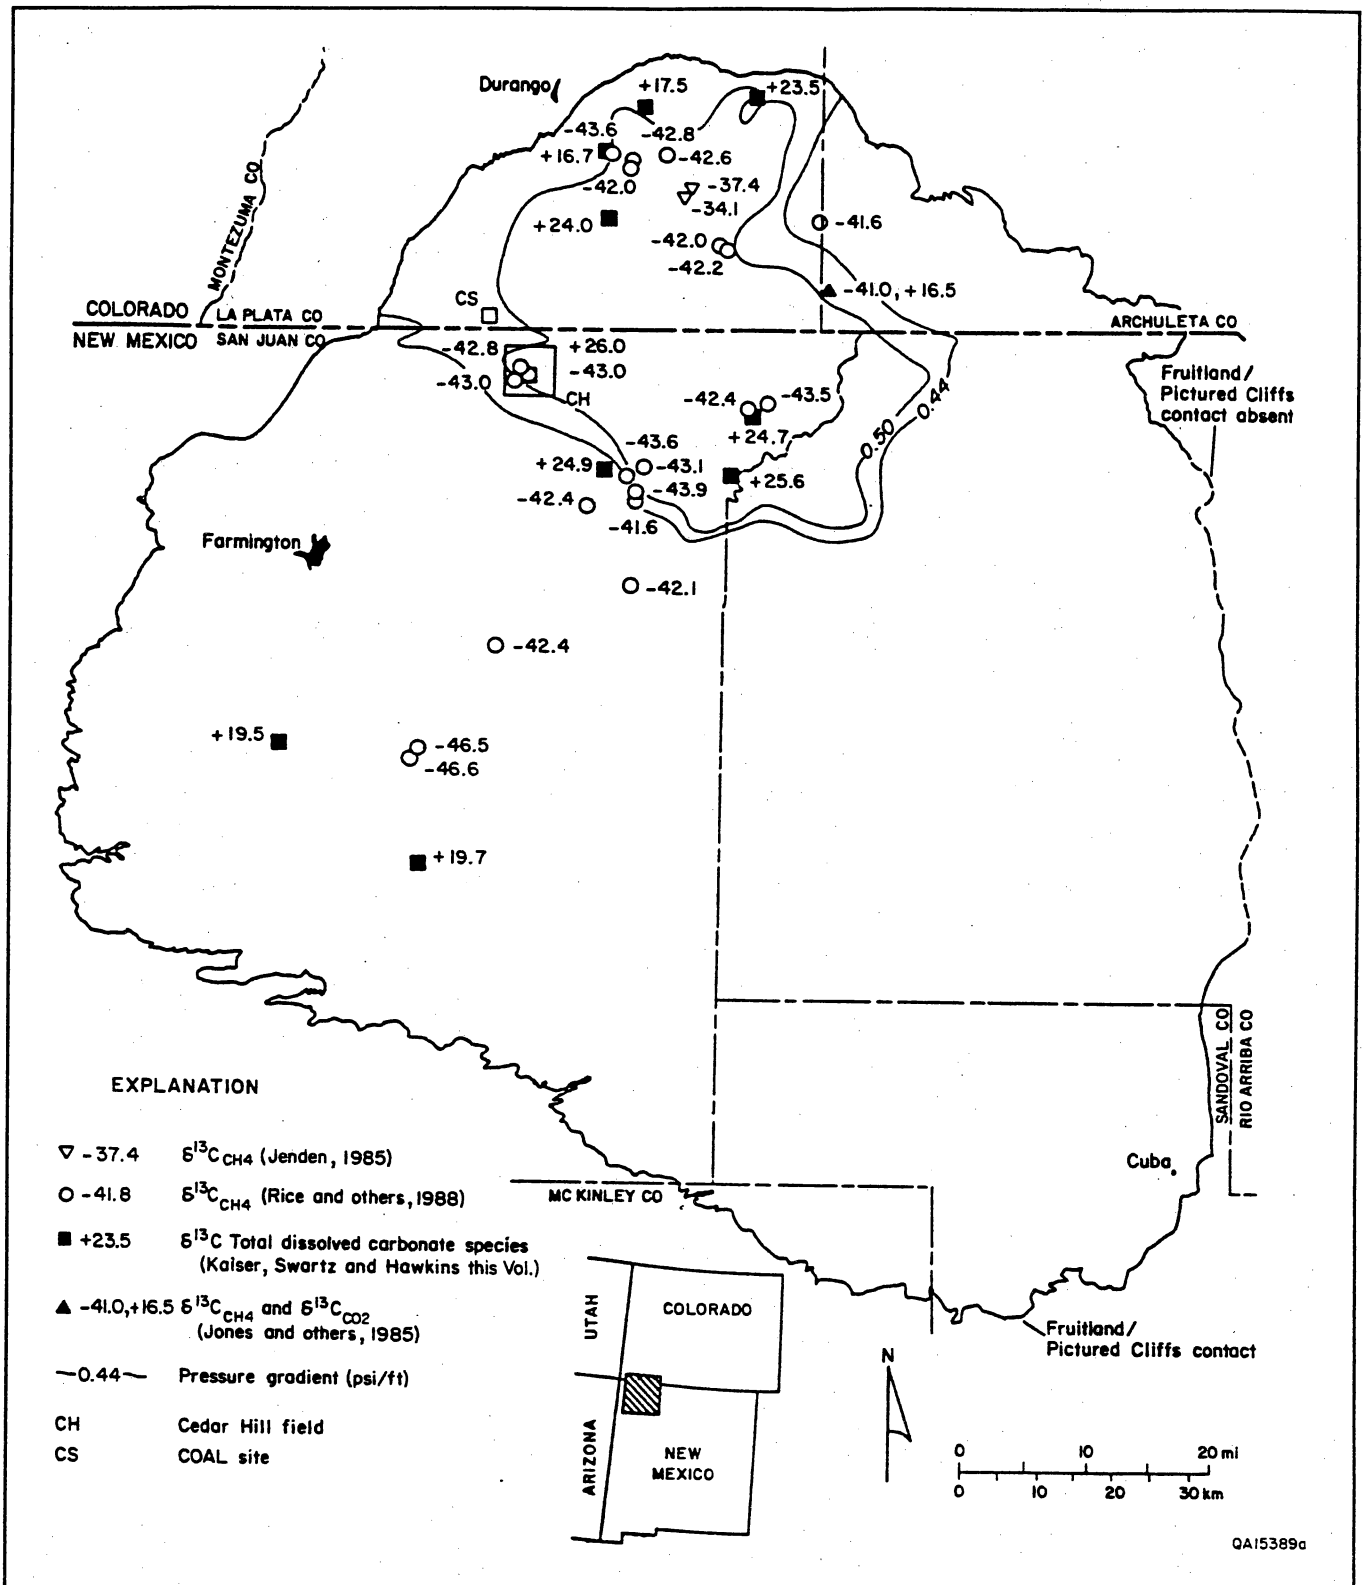 Durango
+17.5
+23.5
-43.6
-42.8
+16.7
-42.6
-42.0
-37.4
-34.1
+24.0
-41.6
-42.0
-42.2
MONTEZUMA CO
CS
-41.0, +16.5
COLORADO
LA PLATA CO
ARCHULETA CO
NEW MEXICO
SAN JUAN CO
-42.8
+26.0
-43.0
-43.0
CH
Fruitland/
Pictured Cliffs
contact absent
-42.4
-43.5
0.44
0.50
+24.7
-43.6
+24.9
-43.1
+25.6
-43.9
-42.4
-41.6
Farmington
-42.1
-42.4
+19.5
-46.5
-46.6
+19.7
SANDOVAL CO
RIO ARRIBA CO
Cuba
MC KINLEY CO
EXPLANATION
-37.4 δ¹³C CH4 (Jenden, 1985)
-41.8 δ¹³C CH4 (Rice and others, 1988)
+23.5 δ¹³C Total dissolved carbonate species
(Kaiser, Swartz and Hawkins this Vol.)
-41.0,+16.5 δ¹³C CH4 and δ¹³C CO2
(Jones and others, 1985)
0.44 Pressure gradient (psi/ft)
CH Cedar Hill field
CS COAL site
UTAH
COLORADO
ARIZONA
NEW
MEXICO
Fruitland/
Pictured Cliffs contact
N
0 10 20 mi
0 10 20 30 km
QA15389a